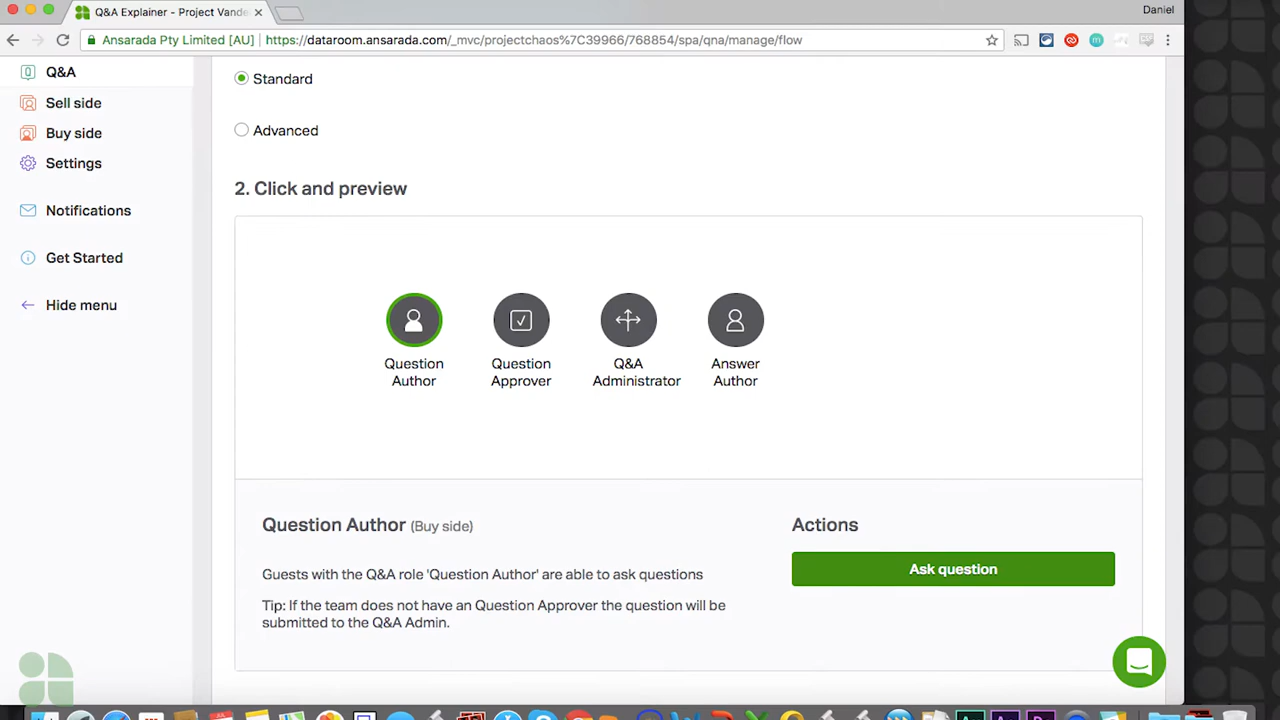 Q&A Explainer - Project Vande
Daniel
Ansarada Pty Limited [AU]
https://dataroom.ansarada.com/_mvc/projectchaos%7C39966/768854/spa/qna/manage/flow
Q&A
Sell side
Buy side
Settings
Notifications
Get Started
Hide menu
Standard
Advanced
2. Click and preview
Question
Author
Question
Approver
Q&A
Administrator
Answer
Author
Question Author (Buy side)
Guests with the Q&A role 'Question Author' are able to ask questions
Tip: If the team does not have an Question Approver the question will be
submitted to the Q&A Admin.
Actions
Ask question